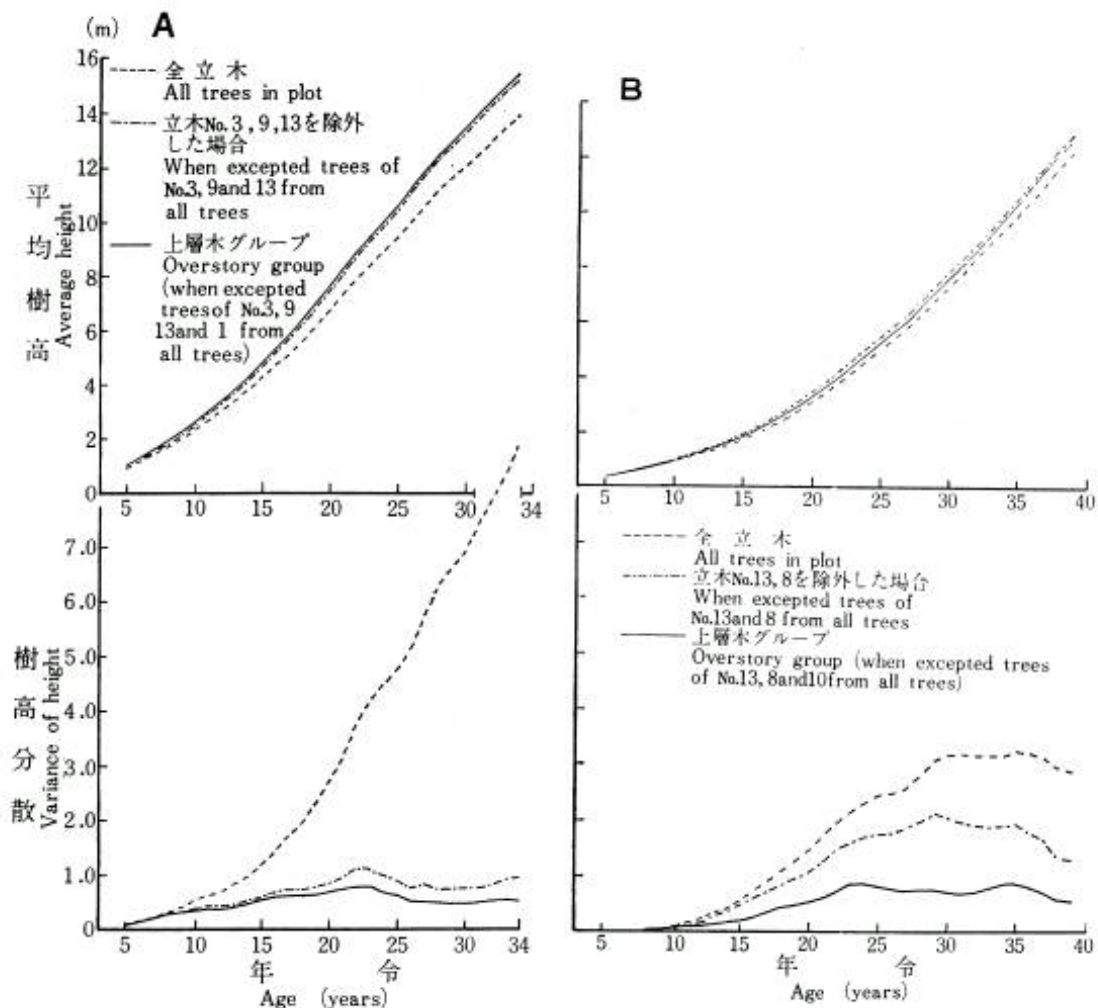 (m) A
16
14
12
10
8
6
4
2
0
平均樹高
Average height
全立木
All trees in plot
立木No.3,9,13を除外
した場合
When excepted trees of
No.3, 9and 13 from
all trees
上層木グループ
Overstory group
(when excepted
treesof No.3, 9
13and 1 from
all trees)
5 10 15 20 25 30 34
B
5 10 15 20 25 30 35 40
7.0
6.0
5.0
4.0
3.0
2.0
1.0
0
樹高分散
Variance of height
5 10 15 20 25 30 34
年令
Age (years)
全立木
All trees in plot
立木No.13, 8を除外した場合
When excepted trees of
No.13and 8 from all trees
上層木グループ
Overstory group (when excepted trees
of No.13, 8and10from all trees)
5 10 15 20 25 30 35 40
年令
Age (years)